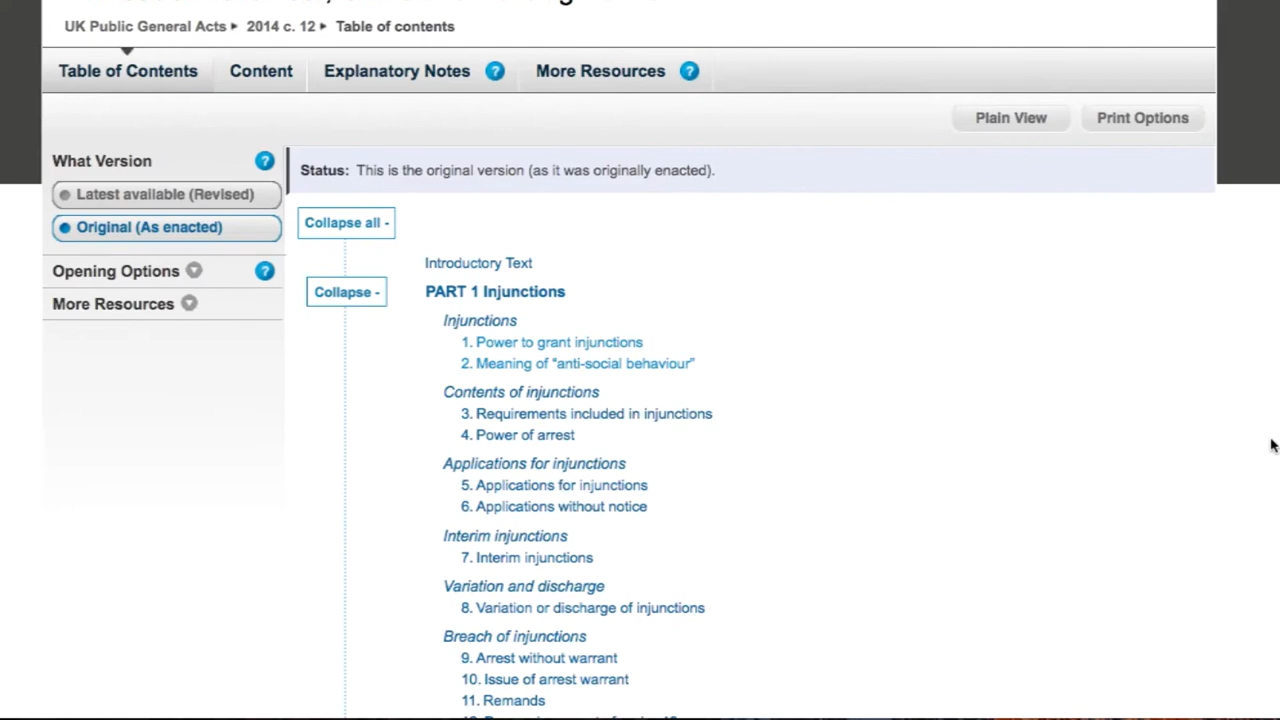 UK Public General Acts ▸ 2014 c. 12 ▸ Table of contents
Table of Contents Content Explanatory Notes ? More Resources ?
Plain View Print Options
What Version ?
Latest available (Revised)
Original (As enacted)
Opening Options ?
More Resources
Status: This is the original version (as it was originally enacted).
Collapse all -
Introductory Text
Collapse - PART 1 Injunctions
Injunctions
1. Power to grant injunctions
2. Meaning of “anti-social behaviour”
Contents of injunctions
3. Requirements included in injunctions
4. Power of arrest
Applications for injunctions
5. Applications for injunctions
6. Applications without notice
Interim injunctions
7. Interim injunctions
Variation and discharge
8. Variation or discharge of injunctions
Breach of injunctions
9. Arrest without warrant
10. Issue of arrest warrant
11. Remands